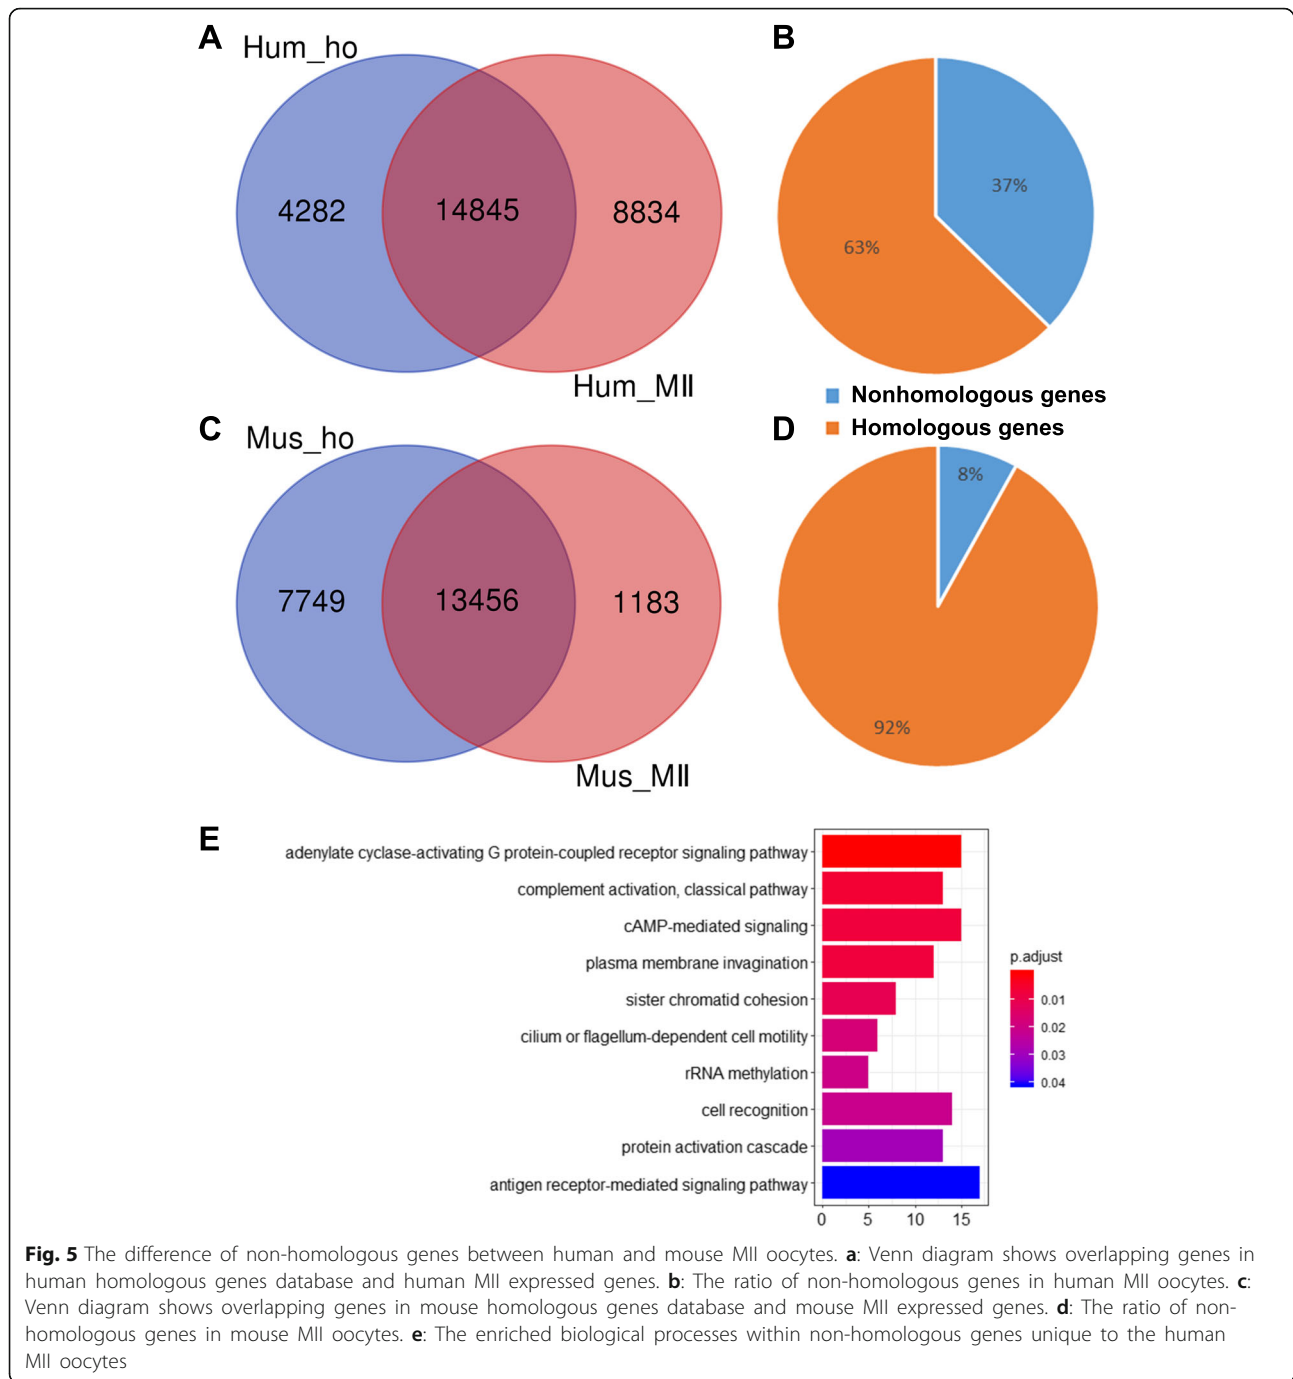 A
Hum_ho
4282
14845
8834
Hum_MII
B
37%
63%
Nonhomologous genes
Homologous genes
C
Mus_ho
7749
13456
1183
Mus_MII
D
8%
92%
E
adenylate cyclase-activating G protein-coupled receptor signaling pathway
complement activation, classical pathway
cAMP-mediated signaling
plasma membrane invagination
sister chromatid cohesion
cilium or flagellum-dependent cell motility
rRNA methylation
cell recognition
protein activation cascade
antigen receptor-mediated signaling pathway
0 5 10 15
p.adjust
0.01
0.02
0.03
0.04
Fig. 5 The difference of non-homologous genes between human and mouse MII oocytes. a: Venn diagram shows overlapping genes in
human homologous genes database and human MII expressed genes. b: The ratio of non-homologous genes in human MII oocytes. c:
Venn diagram shows overlapping genes in mouse homologous genes database and mouse MII expressed genes. d: The ratio of non-
homologous genes in mouse MII oocytes. e: The enriched biological processes within non-homologous genes unique to the human
MII oocytes